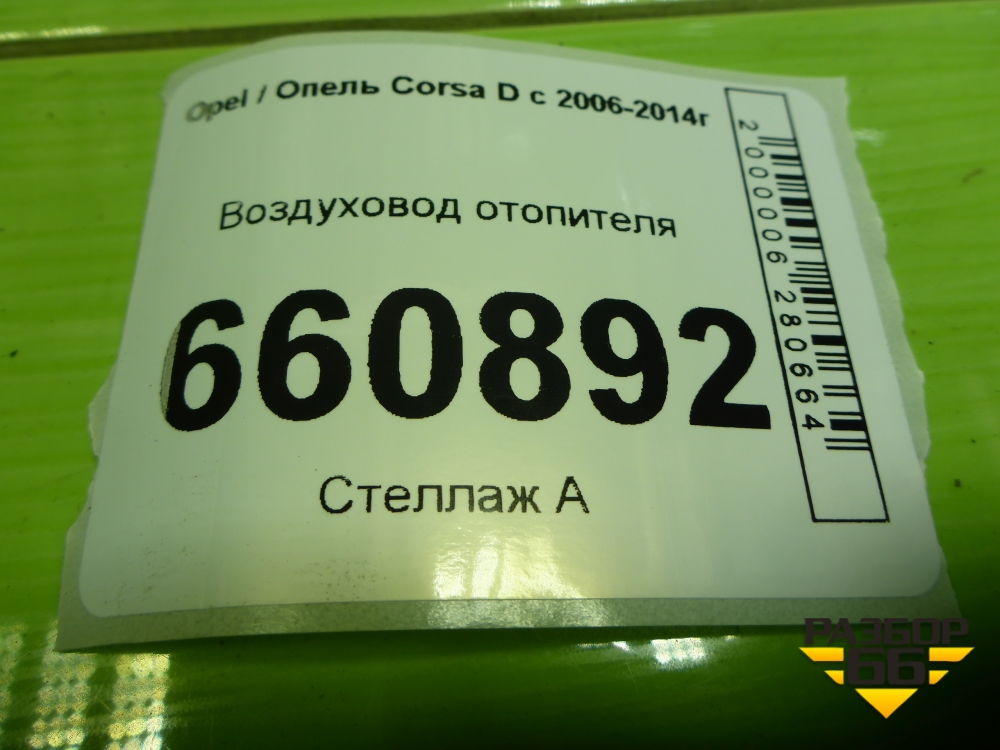 Opel / Опель Corsa D с 2006-2014г
Воздуховод отопителя
660892
Стеллаж А
2000006280664
РАЗБОР
66